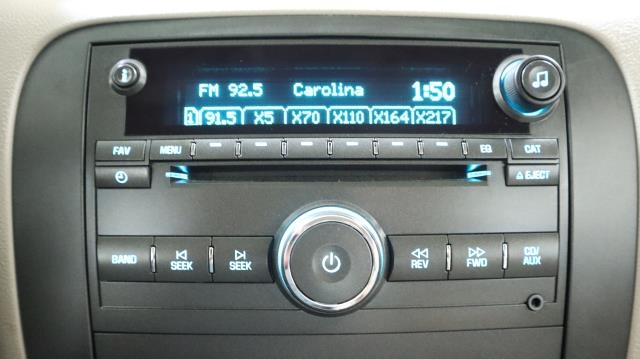 FM 92.5 Carolina 1:50
1 91.5 X5 X70 X110 X164 X217
FAV MENU EQ CAT
EJECT
BAND SEEK SEEK REV FWD CD/AUX